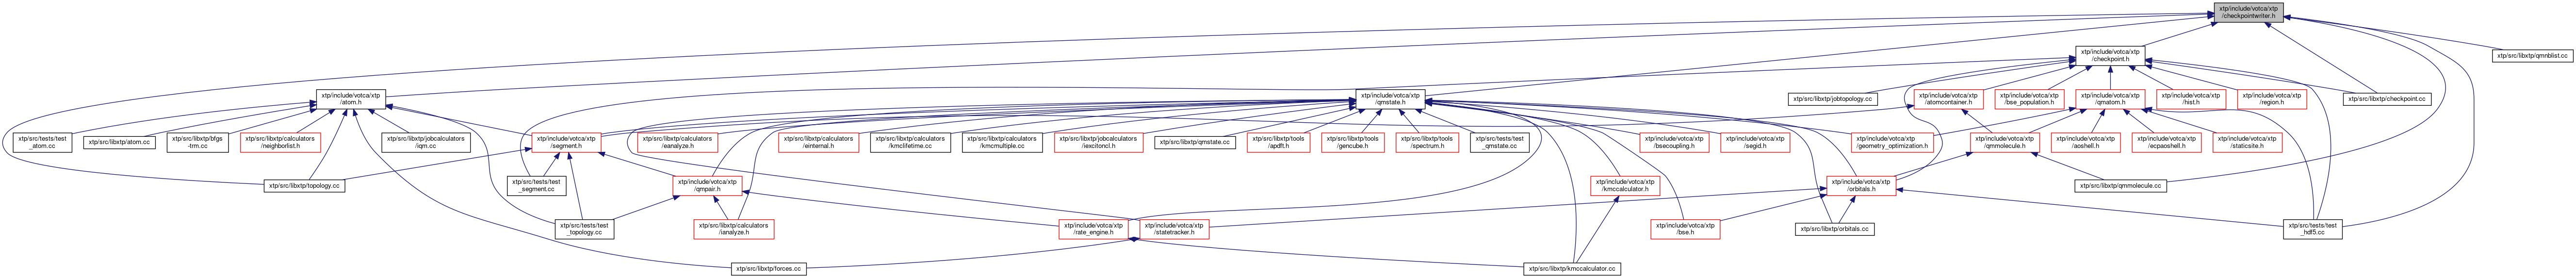 xtp/include/votca/xtp
/checkpointwriter.h
xtp/include/votca/xtp
/checkpoint.h
xtp/src/libxtp/qmnblist.cc
xtp/include/votca/xtp
/atom.h
xtp/include/votca/xtp
/qmstate.h
xtp/src/libxtp/jobtopology.cc
xtp/include/votca/xtp
/atomcontainer.h
xtp/include/votca/xtp
/bse_population.h
xtp/include/votca/xtp
/qmatom.h
xtp/include/votca/xtp
/hist.h
xtp/include/votca/xtp
/region.h
xtp/src/libxtp/checkpoint.cc
xtp/src/tests/test
_atom.cc
xtp/src/libxtp/atom.cc
xtp/src/libxtp/bfgs
-trm.cc
xtp/src/libxtp/calculators
/neighborlist.h
xtp/src/libxtp/jobcalculators
/iqm.cc
xtp/include/votca/xtp
/segment.h
xtp/src/libxtp/calculators
/eanalyze.h
xtp/src/libxtp/calculators
/einternal.h
xtp/src/libxtp/calculators
/kmclifetime.cc
xtp/src/libxtp/calculators
/kmcmultiple.cc
xtp/src/libxtp/jobcalculators
/iexcitoncl.h
xtp/src/libxtp/qmstate.cc
xtp/src/libxtp/tools
/apdft.h
xtp/src/libxtp/tools
/gencube.h
xtp/src/libxtp/tools
/spectrum.h
xtp/src/tests/test
_qmstate.cc
xtp/include/votca/xtp
/bsecoupling.h
xtp/include/votca/xtp
/segid.h
xtp/include/votca/xtp
/geometry_optimization.h
xtp/include/votca/xtp
/qmmolecule.h
xtp/include/votca/xtp
/aoshell.h
xtp/include/votca/xtp
/ecpaoshell.h
xtp/include/votca/xtp
/staticsite.h
xtp/src/libxtp/topology.cc
xtp/src/tests/test
_segment.cc
xtp/include/votca/xtp
/qmpair.h
xtp/include/votca/xtp
/kmccalculator.h
xtp/include/votca/xtp
/orbitals.h
xtp/src/libxtp/qmmolecule.cc
xtp/src/tests/test
_topology.cc
xtp/src/libxtp/calculators
/ianalyze.h
xtp/include/votca/xtp
/rate_engine.h
xtp/include/votca/xtp
/statetracker.h
xtp/include/votca/xtp
/bse.h
xtp/src/libxtp/orbitals.cc
xtp/src/tests/test
_hdf5.cc
xtp/src/libxtp/forces.cc
xtp/src/libxtp/kmccalculator.cc